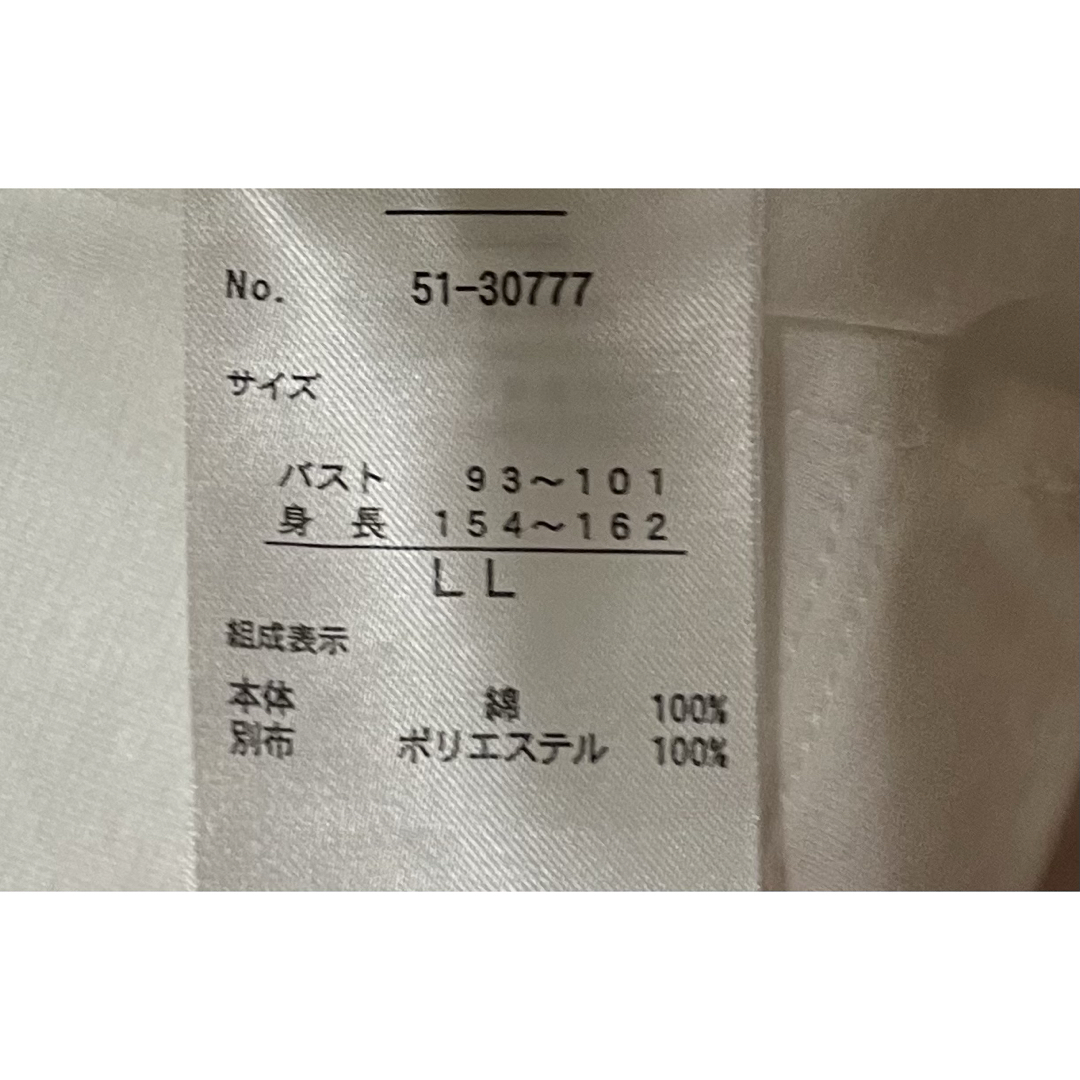 No. 51-30777
サイズ
バスト 93〜101
身長 154〜162
LL
組成表示
本体 綿 100%
別布 ポリエステル 100%